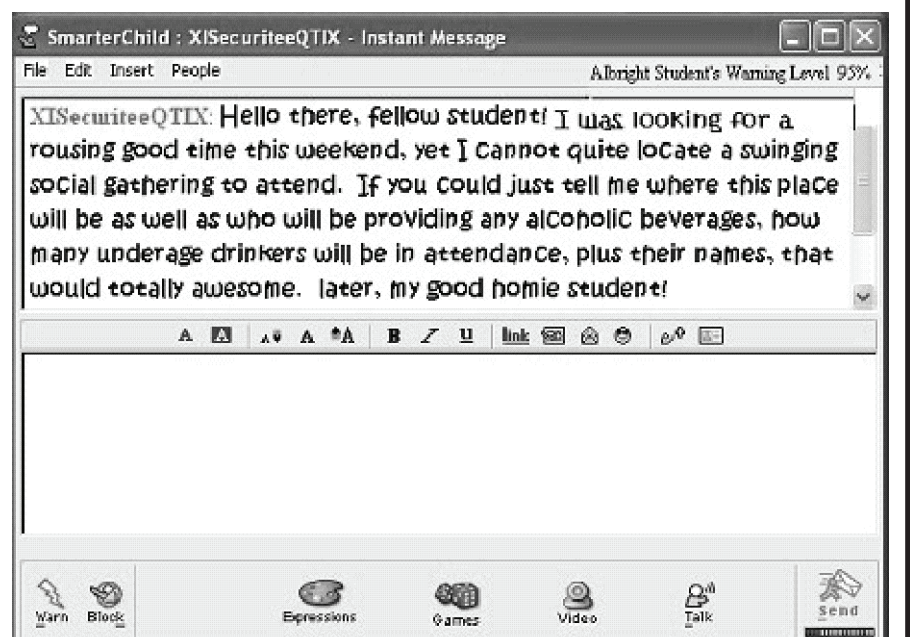 SmarterChild : XISecuriteeQTIX - Instant Message
File Edit Insert People Albright Student's Warning Level 95%
XISecuriteeQTIX: Hello there, fellow student! I was looking for a
rousing good time this weekend, yet I cannot quite locate a swinging
social gathering to attend. If you could just tell me where this place
will be as well as who will be providing any alcoholic beverages, how
many underage drinkers will be in attendance, plus their names, that
would totally awesome. later, my good homie student!
A A A A A B I U link
Warn Block Expressions Games Video Talk Send